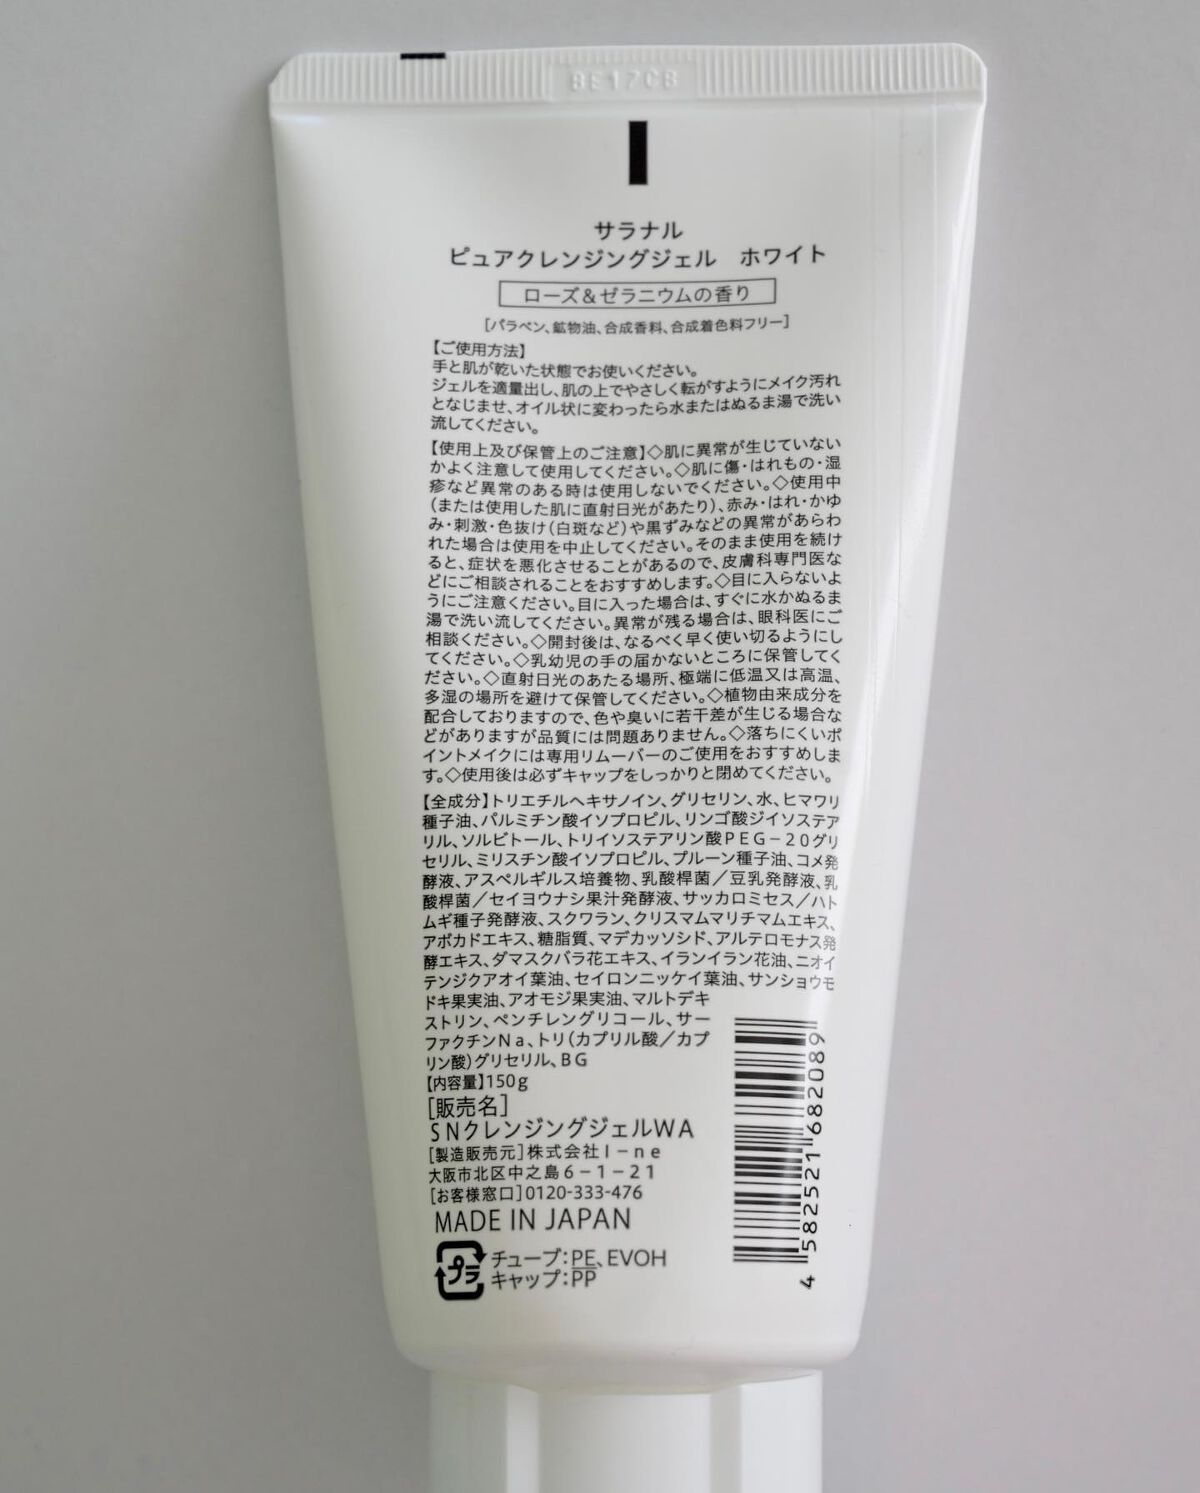 8E17C8
サラナル
ピュアクレンジングジェル　ホワイト
ローズ&ゼラニウムの香り
［パラベン、鉱物油、合成香料、合成着色料フリー］
【ご使用方法】
手と肌が乾いた状態でお使いください。
ジェルを適量出し、肌の上でやさしく転がすようにメイク汚れ
となじませ、オイル状に変わったら水またはぬるま湯で洗い
流してください。
【使用上及び保管上のご注意】◇肌に異常が生じていない
かよく注意して使用してください。◇肌に傷・はれもの・湿
疹など異常のある時は使用しないでください。◇使用中
（または使用した肌に直射日光があたり）、赤み・はれ・かゆ
み・刺激・色抜け（白斑など）や黒ずみなどの異常があらわ
れた場合は使用を中止してください。そのまま使用を続け
ると、症状を悪化させることがあるので、皮膚科専門医な
どにご相談されることをおすすめします。◇目に入らないよ
うにご注意ください。目に入った場合は、すぐに水かぬるま
湯で洗い流してください。異常が残る場合は、眼科医にご
相談ください。◇開封後は、なるべく早く使い切るようにし
てください。◇乳幼児の手の届かないところに保管してく
ださい。◇直射日光のあたる場所、極端に低温又は高温、
多湿の場所を避けて保管してください。◇植物由来成分を
配合しておりますので、色や臭いに若干差が生じる場合な
どがありますが品質には問題ありません。◇落ちにくいポ
イントメイクには専用リムーバーのご使用をおすすめしま
す。◇使用後は必ずキャップをしっかりと閉めてください。
【全成分】トリエチルヘキサノイン、グリセリン、水、ヒマワリ
種子油、パルミチン酸イソプロピル、リンゴ酸ジイソステア
リル、ソルビトール、トリイソステアリン酸PEG－20グリ
セリル、ミリスチン酸イソプロピル、プルーン種子油、コメ発
酵液、アスペルギルス培養物、乳酸桿菌／豆乳発酵液、乳
酸桿菌／セイヨウナシ果汁発酵液、サッカロミセス／ハト
ムギ種子発酵液、スクワラン、クリスマムマリチマムエキス、
アボカドエキス、糖脂質、マデカッソシド、アルテロモナス発
酵エキス、ダマスクバラ花エキス、イランイラン花油、ニオイ
テンジクアオイ葉油、セイロンニッケイ葉油、サンショウモ
ドキ果実油、アオモジ果実油、マルトデキ
ストリン、ペンチレングリコール、サー
ファクチンNa、トリ（カプリル酸／カプ
リン酸）グリセリル、BG
【内容量】150g
［販売名］
SNクレンジングジェルWA
［製造販売元］株式会社I－ne
大阪市北区中之島6－1－21
［お客様窓口］0120-333-476
MADE IN JAPAN
プラ
チューブ：PE、EVOH
キャップ：PP
4 582521 682089